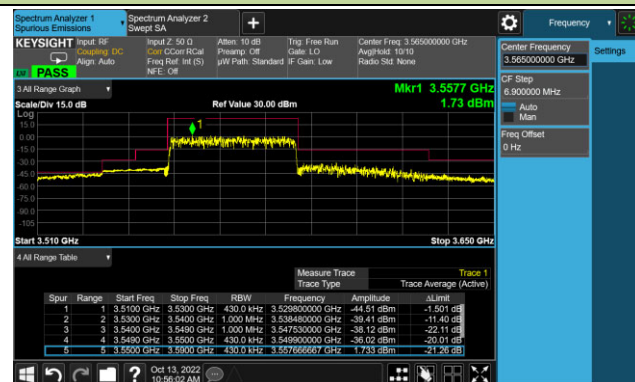 Spectrum Analyzer 1
Spurious Emissions
Spectrum Analyzer 2
Swept SA
Frequency
KEYSIGHT
Input: RF
Coupling: DC
Align: Auto
Input Z: 50 Ω
Corr CCorr RCal
Freq Ref: Int (S)
NFE: Off
Atten: 10 dB
Preamp: Off
µW Path: Standard
Trig: Free Run
Gate: LO
IF Gain: Low
Center Freq: 3.565000000 GHz
Avg|Hold: 10/10
Radio Std: None
PASS
Center Frequency
3.565000000 GHz
Settings
CF Step
6.900000 MHz
Auto
Man
Freq Offset
0 Hz
3 All Range Graph
Mkr1 3.5577 GHz
1.73 dBm
Scale/Div 15.0 dB
Ref Value 30.00 dBm
Log
15.0
0.00
-15.0
-30.0
-45.0
-60.0
-75.0
-90.0
-105
1
Start 3.510 GHz
Stop 3.650 GHz
4 All Range Table
Measure Trace Trace 1
Trace Type Trace Average (Active)
Spur Range Start Freq Stop Freq RBW Frequency Amplitude ΔLimit
1 1 3.5100 GHz 3.5300 GHz 430.0 kHz 3.529800000 GHz -44.51 dBm -1.501 dB
2 2 3.5300 GHz 3.5400 GHz 1.000 MHz 3.538480000 GHz -39.41 dBm -11.40 dB
3 3 3.5400 GHz 3.5490 GHz 1.000 MHz 3.547530000 GHz -38.12 dBm -22.11 dB
4 4 3.5490 GHz 3.5500 GHz 430.0 kHz 3.549900000 GHz -36.02 dBm -20.01 dB
5 5 3.5500 GHz 3.5900 GHz 430.0 kHz 3.557666667 GHz 1.733 dBm -21.26 dB
Oct 13, 2022
10:56:02 AM